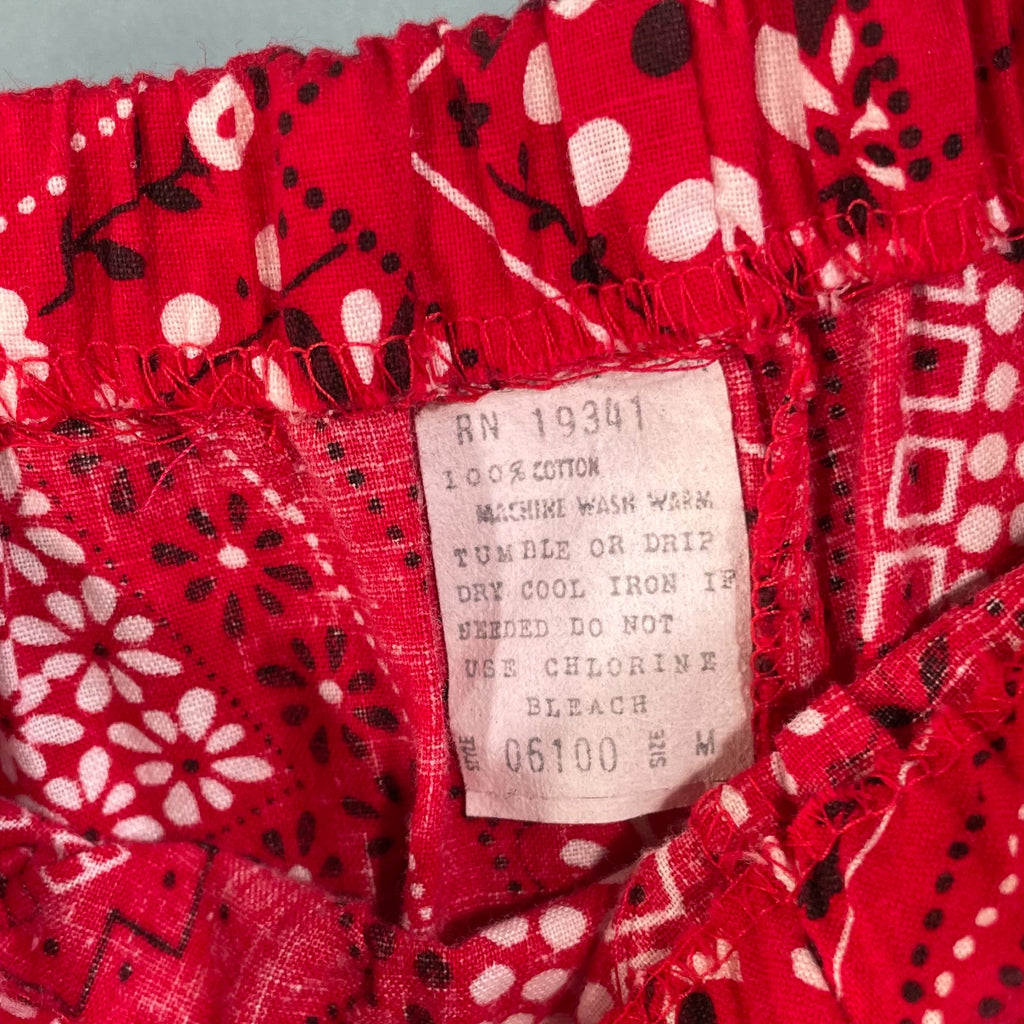 RN 19341
100% COTTON
MACHINE WASH WARM
TUMBLE OR DRIP
DRY COOL IRON IF
NEEDED DO NOT
USE CHLORINE
BLEACH
STYLE 06100 SIZE M